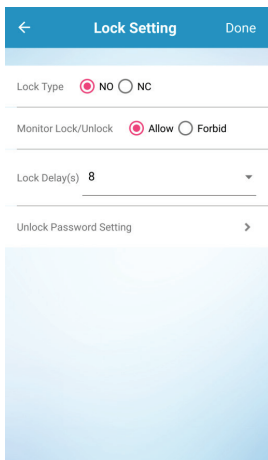 Lock Setting Done
Lock Type NO NC
Monitor Lock/Unlock Allow Forbid
Lock Delay(s) 8
Unlock Password Setting